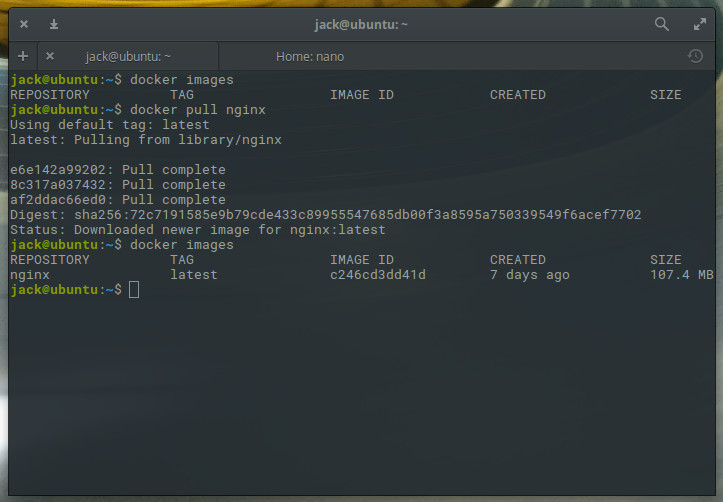 jack@ubuntu: ~
jack@ubuntu: ~ Home: nano
jack@ubuntu:~$ docker images
REPOSITORY TAG IMAGE ID CREATED SIZE
jack@ubuntu:~$ docker pull nginx
Using default tag: latest
latest: Pulling from library/nginx
e6e142a99202: Pull complete
8c317a037432: Pull complete
af2ddac66ed0: Pull complete
Digest: sha256:72c7191585e9b79cde433c89955547685db00f3a8595a750339549f6acef7702
Status: Downloaded newer image for nginx:latest
jack@ubuntu:~$ docker images
REPOSITORY TAG IMAGE ID CREATED SIZE
nginx latest c246cd3dd41d 7 days ago 107.4 MB
jack@ubuntu:~$